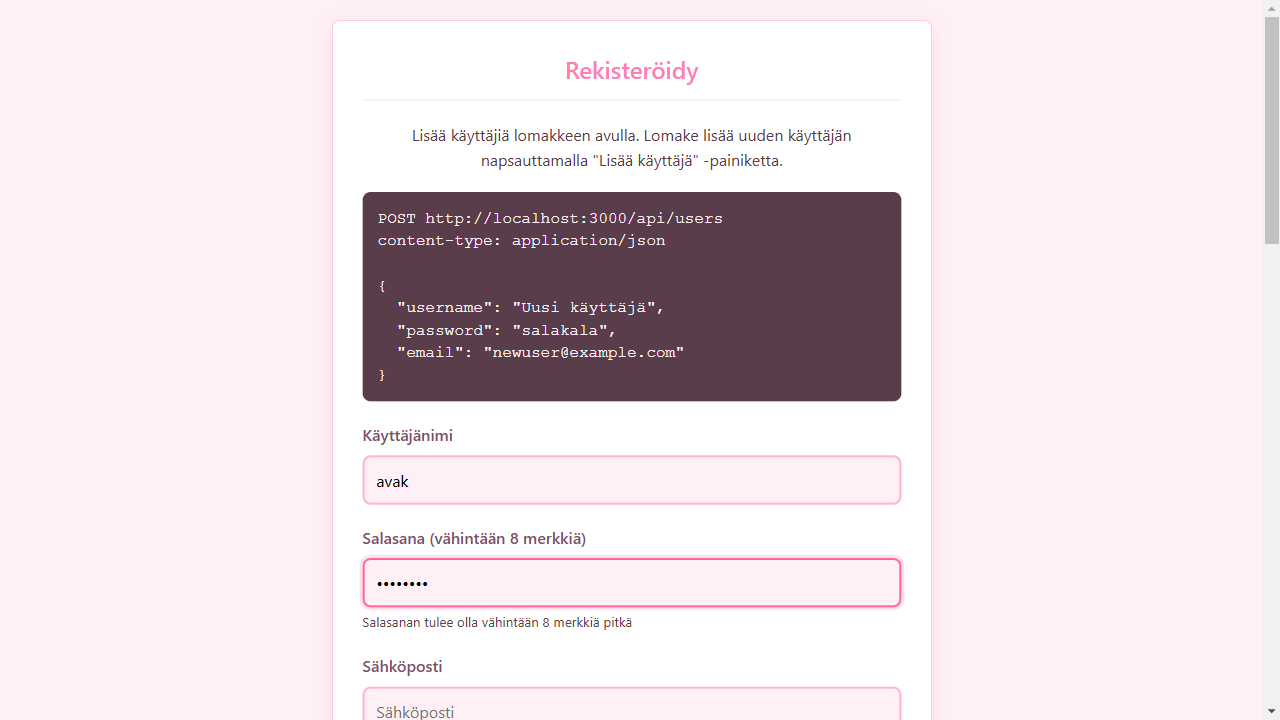 Rekisteröidy
Lisää käyttäjiä lomakkeen avulla. Lomake lisää uuden käyttäjän
napsauttamalla "Lisää käyttäjä" -painiketta.
POST http://localhost:3000/api/users
content-type: application/json
{
"username": "Uusi käyttäjä",
"password": "salakala",
"email": "newuser@example.com"
}
Käyttäjänimi
avak
Salasana (vähintään 8 merkkiä)
••••••••
Salasanan tulee olla vähintään 8 merkkiä pitkä
Sähköposti
Sähköposti